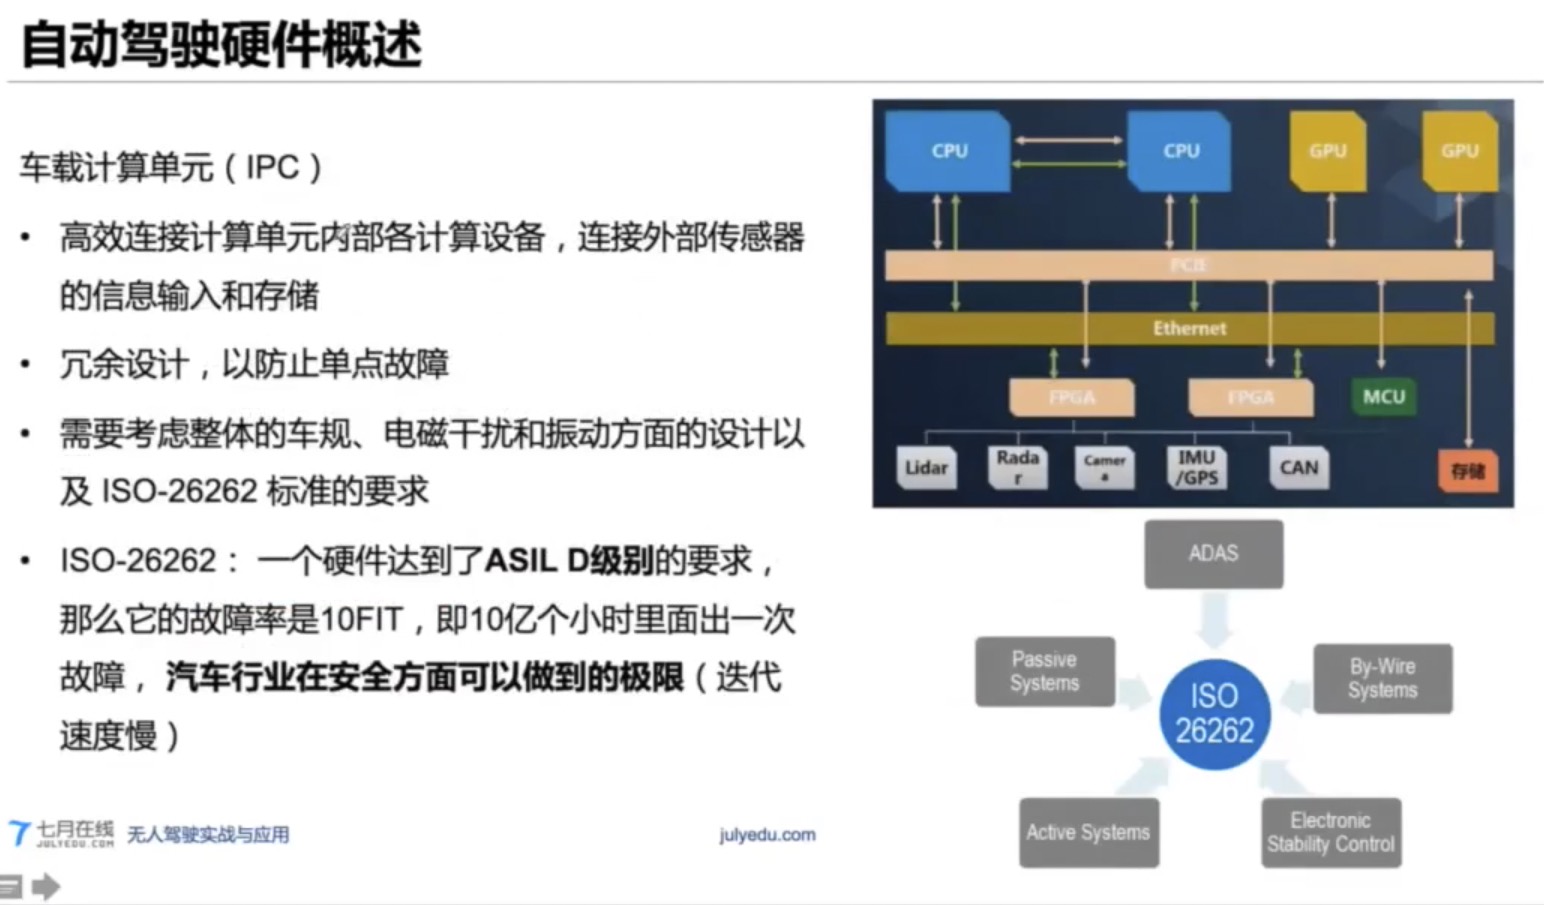 自动驾驶硬件概述
车载计算单元（IPC）
• 高效连接计算单元内部各计算设备，连接外部传感器
的信息输入和存储
• 冗余设计，以防止单点故障
• 需要考虑整体的车规、电磁干扰和振动方面的设计以
及 ISO-26262 标准的要求
• ISO-26262： 一个硬件达到了ASIL D级别的要求，
那么它的故障率是10FIT，即10亿个小时里面出一次
故障， 汽车行业在安全方面可以做到的极限（迭代
速度慢）
CPU
CPU
GPU
GPU
PCIE
Ethernet
FPGA
FPGA
MCU
Lidar
Rada
r
Camer
a
IMU
/GPS
CAN
存储
ADAS
Passive
Systems
By-Wire
Systems
ISO
26262
Active Systems
Electronic
Stability Control
七月在线
JULYEDU.COM
无人驾驶实战与应用
julyedu.com